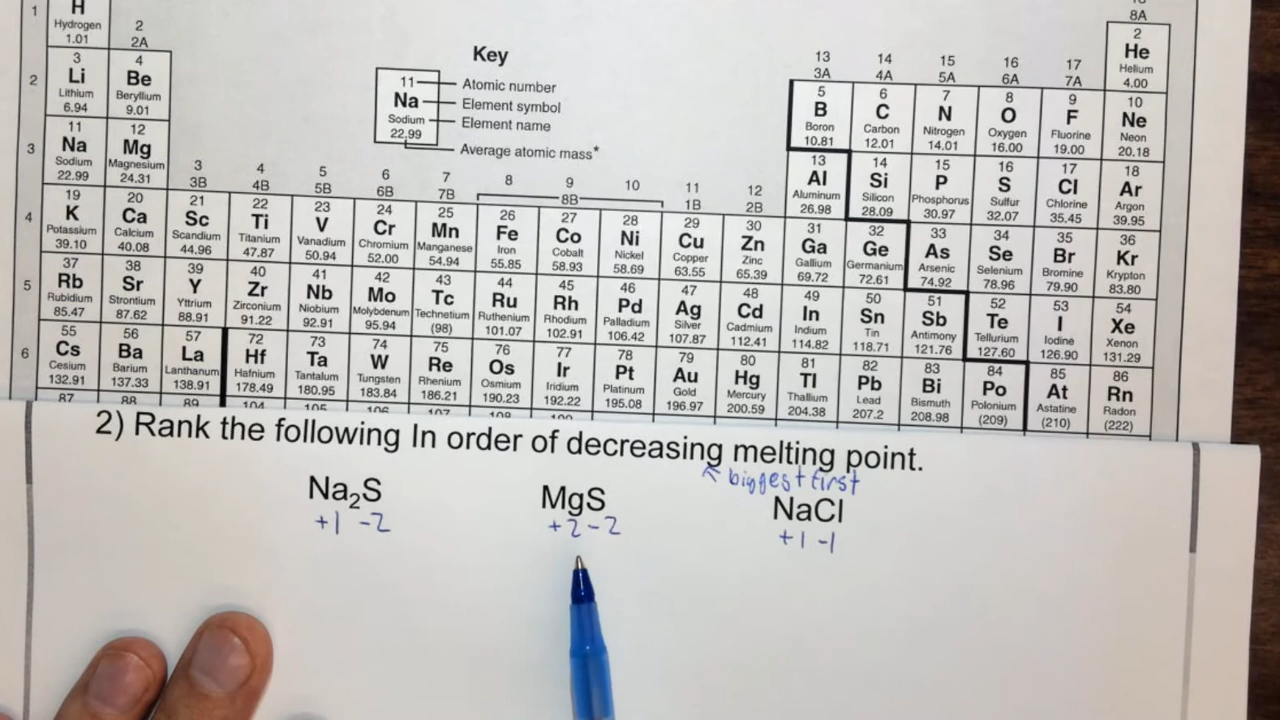 1 H 18
Hydrogen 2 8A
1.01 2A 2
3 4 Key 13 14 15 16 17 He
2 Li Be 11 Atomic number 3A 4A 5A 6A 7A Helium
Lithium Beryllium Na Element symbol 5 6 7 8 9 4.00
6.94 9.01 Sodium Element name B C N O F 10
11 12 22.99 Boron Carbon Nitrogen Oxygen Fluorine Ne
3 Na Mg Average atomic mass* 10.81 12.01 14.01 16.00 19.00 Neon
Sodium Magnesium 13 14 15 16 17 20.18
22.99 24.31 3 4 5 6 7 8 9 10 11 12 Al Si P S Cl 18
3B 4B 5B 6B 7B 8B 1B 2B Aluminum Silicon Phosphorus Sulfur Chlorine Ar
26.98 28.09 30.97 32.07 35.45 Argon
39.95
19 20 21 22 23 24 25 26 27 28 29 30 31 32 33 34 35 36
4 K Ca Sc Ti V Cr Mn Fe Co Ni Cu Zn Ga Ge As Se Br Kr
Potassium Calcium Scandium Titanium Vanadium Chromium Manganese Iron Cobalt Nickel Copper Zinc Gallium Germanium Arsenic Selenium Bromine Krypton
39.10 40.08 44.96 47.87 50.94 52.00 54.94 55.85 58.93 58.69 63.55 65.39 69.72 72.61 74.92 78.96 79.90 83.80
37 38 39 40 41 42 43 44 45 46 47 48 49 50 51 52 53 54
5 Rb Sr Y Zr Nb Mo Tc Ru Rh Pd Ag Cd In Sn Sb Te I Xe
Rubidium Strontium Yttrium Zirconium Niobium Molybdenum Technetium Ruthenium Rhodium Palladium Silver Cadmium Indium Tin Antimony Tellurium Iodine Xenon
85.47 87.62 88.91 91.22 92.91 95.94 (98) 101.07 102.91 106.42 107.87 112.41 114.82 118.71 121.76 127.60 126.90 131.29
55 56 57 72 73 74 75 76 77 78 79 80 81 82 83 84 85 86
6 Cs Ba La Hf Ta W Re Os Ir Pt Au Hg Tl Pb Bi Po At Rn
Cesium Barium Lanthanum Hafnium Tantalum Tungsten Rhenium Osmium Iridium Platinum Gold Mercury Thallium Lead Bismuth Polonium Astatine Radon
132.91 137.33 138.91 178.49 180.95 183.84 186.21 190.23 192.22 195.08 196.97 200.59 204.38 207.2 208.98 (209) (210) (222)
87 88 89 104 105 106 107 108 109
2) Rank the following In order of decreasing melting point.
biggest first
Na₂S MgS NaCl
+1 -2 +2 -2 +1 -1